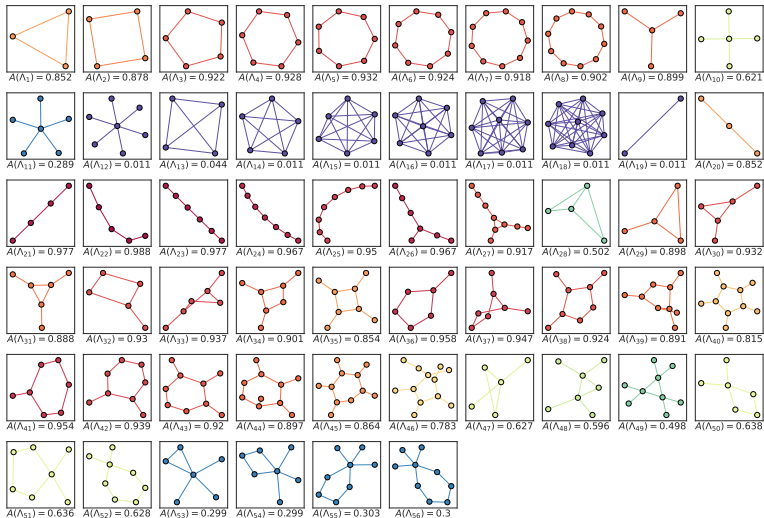 A(Λ₁) = 0.852 A(Λ₂) = 0.878 A(Λ₃) = 0.922 A(Λ₄) = 0.928 A(Λ₅) = 0.932 A(Λ₆) = 0.924 A(Λ₇) = 0.918 A(Λ₈) = 0.902 A(Λ₉) = 0.899 A(Λ₁₀) = 0.621
A(Λ₁₁) = 0.289 A(Λ₁₂) = 0.011 A(Λ₁₃) = 0.044 A(Λ₁₄) = 0.011 A(Λ₁₅) = 0.011 A(Λ₁₆) = 0.011 A(Λ₁₇) = 0.011 A(Λ₁₈) = 0.011 A(Λ₁₉) = 0.011 A(Λ₂₀) = 0.852
A(Λ₂₁) = 0.977 A(Λ₂₂) = 0.988 A(Λ₂₃) = 0.977 A(Λ₂₄) = 0.967 A(Λ₂₅) = 0.95 A(Λ₂₆) = 0.967 A(Λ₂₇) = 0.917 A(Λ₂₈) = 0.502 A(Λ₂₉) = 0.898 A(Λ₃₀) = 0.932
A(Λ₃₁) = 0.888 A(Λ₃₂) = 0.93 A(Λ₃₃) = 0.937 A(Λ₃₄) = 0.901 A(Λ₃₅) = 0.854 A(Λ₃₆) = 0.958 A(Λ₃₇) = 0.947 A(Λ₃₈) = 0.924 A(Λ₃₉) = 0.891 A(Λ₄₀) = 0.815
A(Λ₄₁) = 0.954 A(Λ₄₂) = 0.939 A(Λ₄₃) = 0.92 A(Λ₄₄) = 0.897 A(Λ₄₅) = 0.864 A(Λ₄₆) = 0.783 A(Λ₄₇) = 0.627 A(Λ₄₈) = 0.596 A(Λ₄₉) = 0.498 A(Λ₅₀) = 0.638
A(Λ₅₁) = 0.636 A(Λ₅₂) = 0.628 A(Λ₅₃) = 0.299 A(Λ₅₄) = 0.299 A(Λ₅₅) = 0.303 A(Λ₅₆) = 0.3